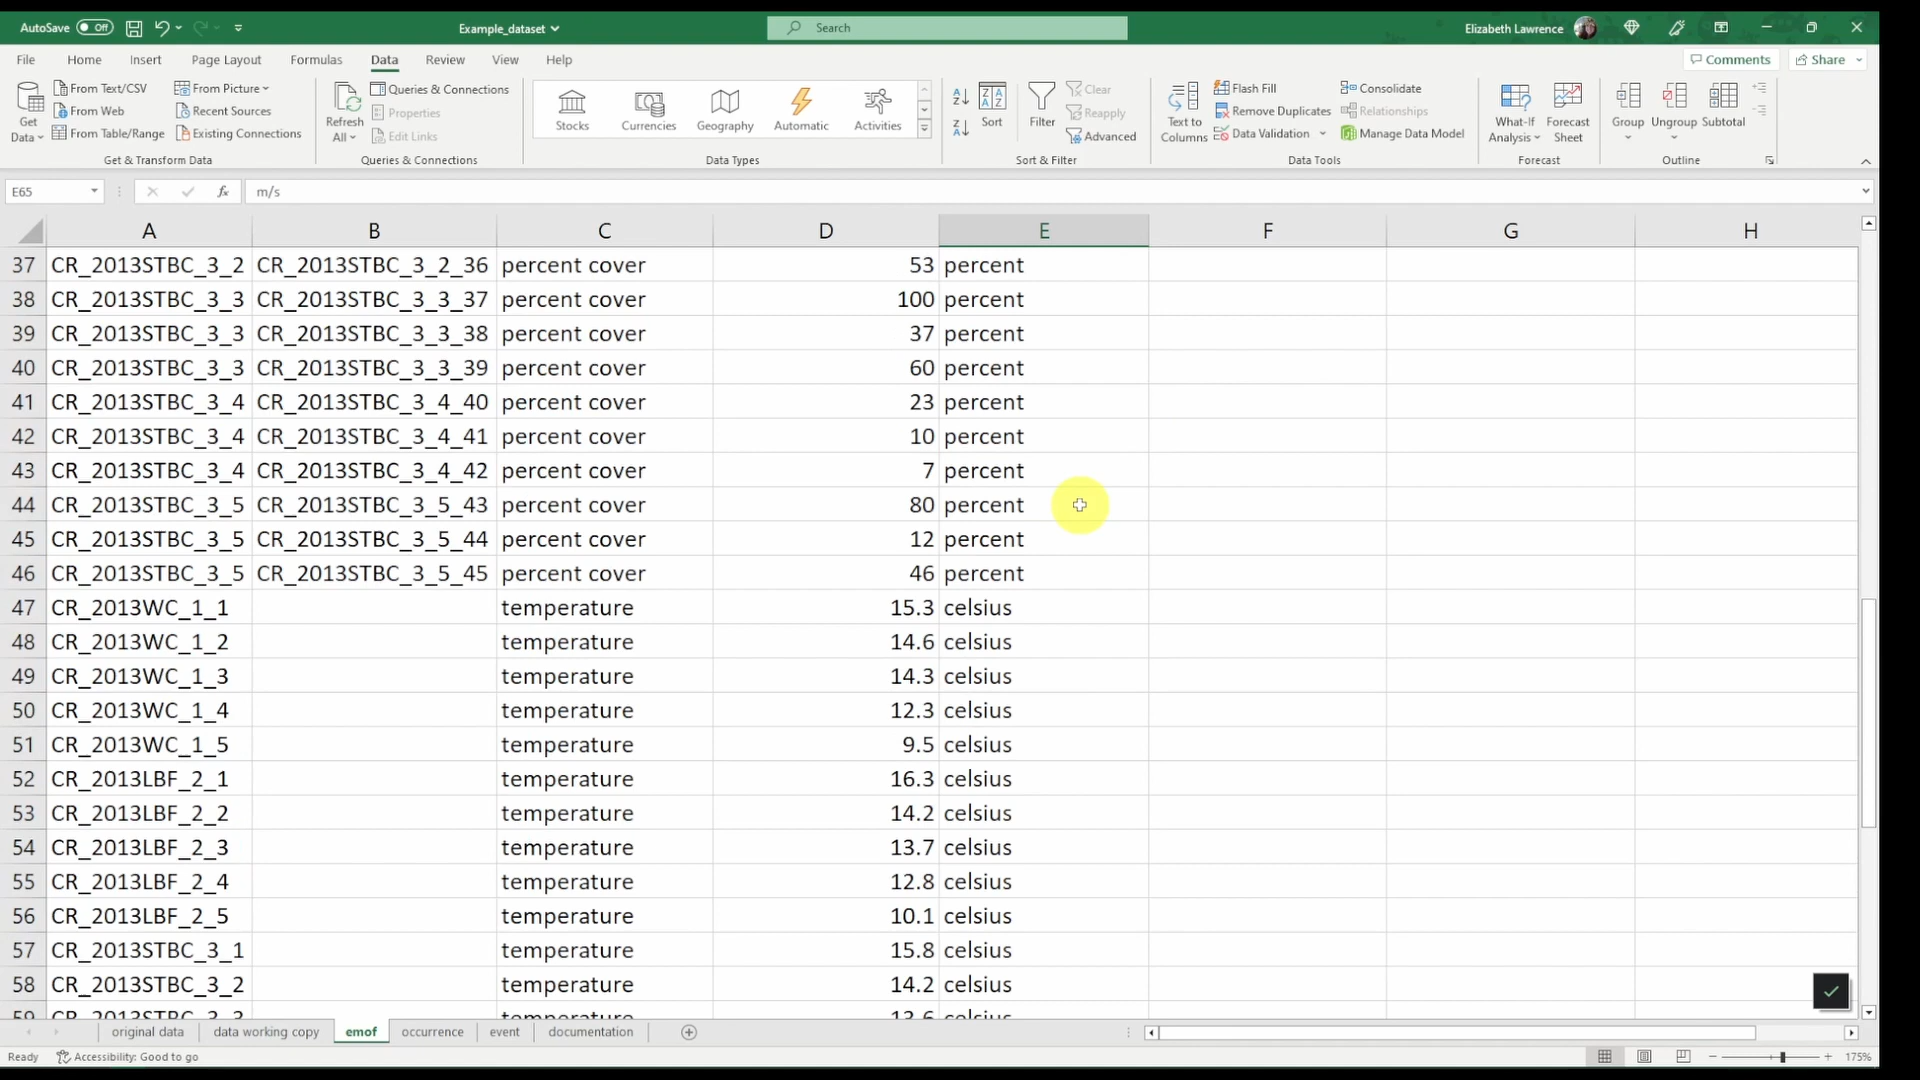 AutoSave Off Example_dataset Search Elizabeth Lawrence
File Home Insert Page Layout Formulas Data Review View Help Comments Share
Get Data
From Text/CSV
From Web
From Table/Range
From Picture
Recent Sources
Existing Connections
Get & Transform Data
Refresh All
Queries & Connections
Properties
Edit Links
Queries & Connections
Stocks Currencies Geography Automatic Activities
Data Types
Sort
Filter
Clear
Reapply
Advanced
Sort & Filter
Text to Columns
Flash Fill
Remove Duplicates
Data Validation
Consolidate
Relationships
Manage Data Model
Data Tools
What-If Analysis
Forecast Sheet
Forecast
Group Ungroup Subtotal
Outline
E65 fx m/s
A B C D E F G H
37 CR_2013STBC_3_2 CR_2013STBC_3_2_36 percent cover 53 percent
38 CR_2013STBC_3_3 CR_2013STBC_3_3_37 percent cover 100 percent
39 CR_2013STBC_3_3 CR_2013STBC_3_3_38 percent cover 37 percent
40 CR_2013STBC_3_3 CR_2013STBC_3_3_39 percent cover 60 percent
41 CR_2013STBC_3_4 CR_2013STBC_3_4_40 percent cover 23 percent
42 CR_2013STBC_3_4 CR_2013STBC_3_4_41 percent cover 10 percent
43 CR_2013STBC_3_4 CR_2013STBC_3_4_42 percent cover 7 percent
44 CR_2013STBC_3_5 CR_2013STBC_3_5_43 percent cover 80 percent
45 CR_2013STBC_3_5 CR_2013STBC_3_5_44 percent cover 12 percent
46 CR_2013STBC_3_5 CR_2013STBC_3_5_45 percent cover 46 percent
47 CR_2013WC_1_1 temperature 15.3 celsius
48 CR_2013WC_1_2 temperature 14.6 celsius
49 CR_2013WC_1_3 temperature 14.3 celsius
50 CR_2013WC_1_4 temperature 12.3 celsius
51 CR_2013WC_1_5 temperature 9.5 celsius
52 CR_2013LBF_2_1 temperature 16.3 celsius
53 CR_2013LBF_2_2 temperature 14.2 celsius
54 CR_2013LBF_2_3 temperature 13.7 celsius
55 CR_2013LBF_2_4 temperature 12.8 celsius
56 CR_2013LBF_2_5 temperature 10.1 celsius
57 CR_2013STBC_3_1 temperature 15.8 celsius
58 CR_2013STBC_3_2 temperature 14.2 celsius
59 CR_2013STBC_3_3 temperature 13.6 celsius
original data data working copy emof occurrence event documentation
Ready Accessibility: Good to go 175%